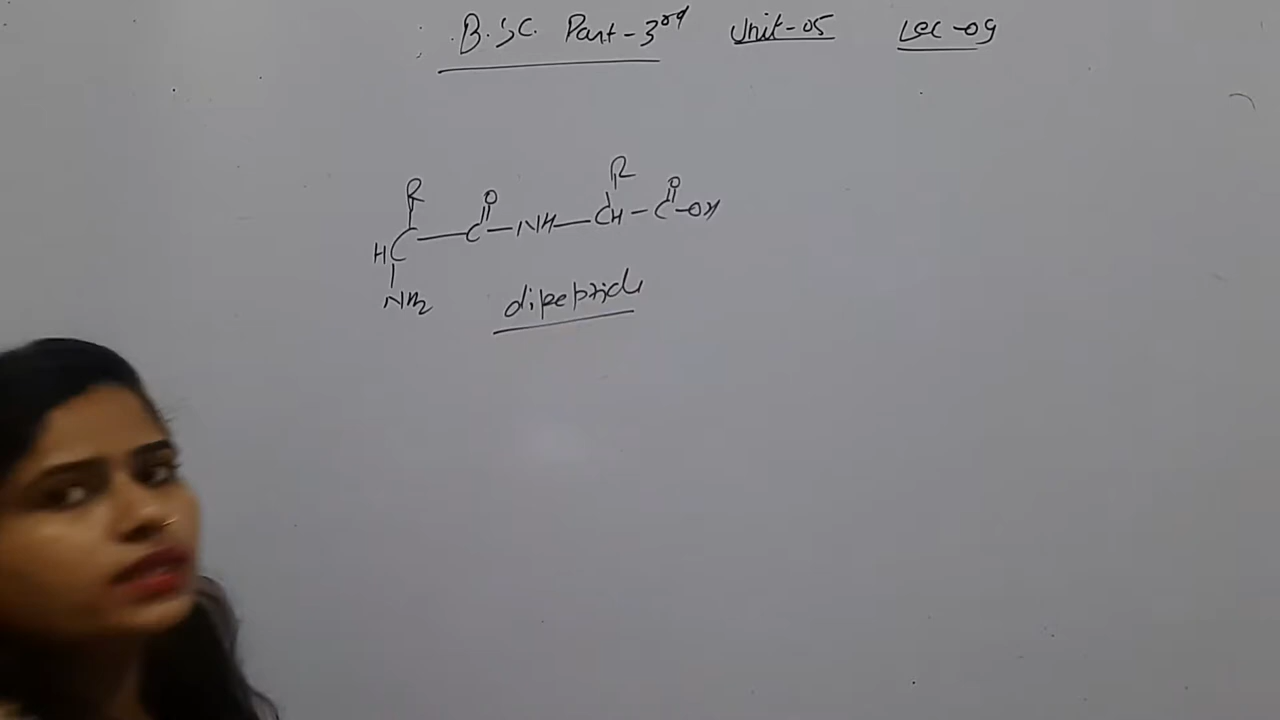 B.SC. Part-3rd Unit-05 Lec-09
R O R O
HC — C — NH — CH — C — OH
NH2
dipeptide